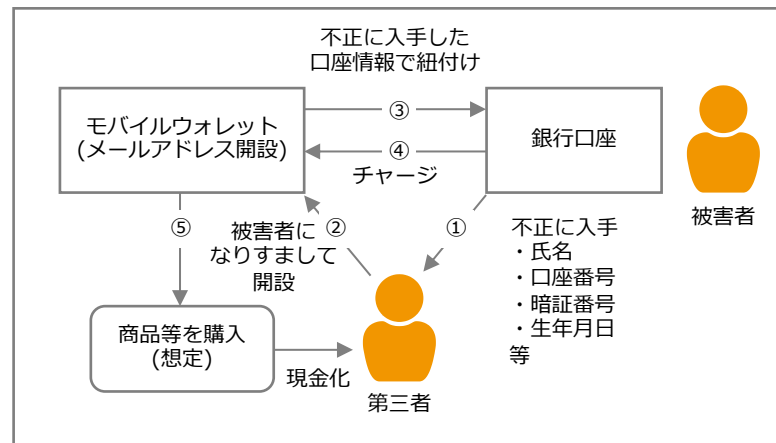 不正に入手した
口座情報で紐付け
③
モバイルウォレット
(メールアドレス開設)
銀行口座
④
チャージ
被害者
⑤
被害者に
なりすまして
開設
②
①
不正に入手
・氏名
・口座番号
・暗証番号
・生年月日
等
商品等を購入
(想定)
現金化
第三者